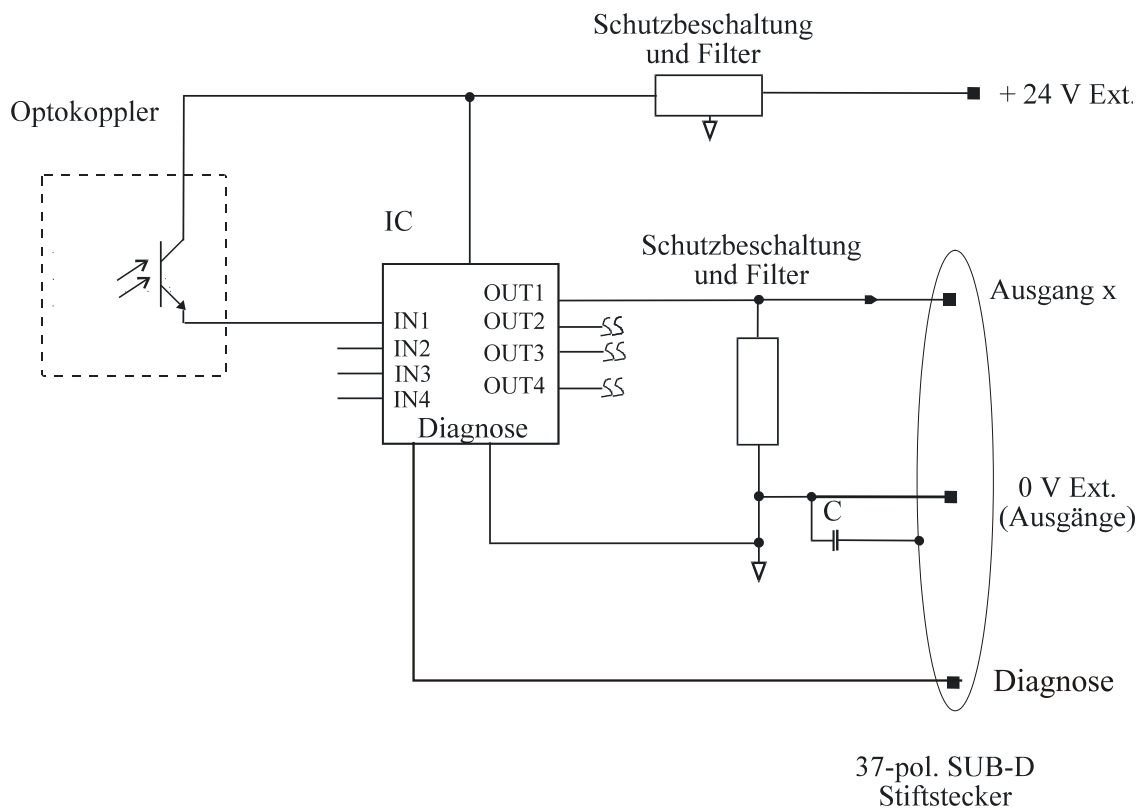 Schutzbeschaltung
und Filter
+ 24 V Ext.
Optokoppler
IC
Schutzbeschaltung
und Filter
Ausgang x
OUT1
OUT2
OUT3
OUT4
IN1
IN2
IN3
IN4
Diagnose
0 V Ext.
(Ausgänge)
C
Diagnose
37-pol. SUB-D
Stiftstecker